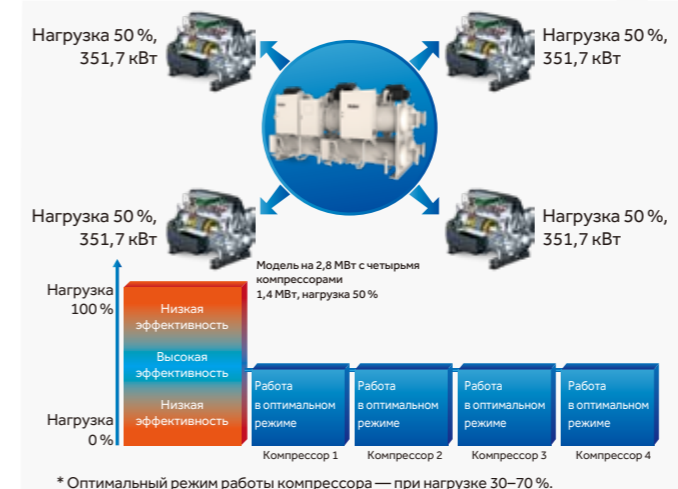 Нагрузка 50 %,
351,7 кВт
Нагрузка 50 %,
351,7 кВт
Нагрузка 50 %,
351,7 кВт
Нагрузка 50 %,
351,7 кВт
Модель на 2,8 МВт с четырьмя
компрессорами
1,4 МВт, нагрузка 50 %
Нагрузка
100 %
Низкая
эффективность
Высокая
эффективность
Низкая
эффективность
Нагрузка
0 %
Работа
в оптимальном
режиме
Работа
в оптимальном
режиме
Работа
в оптимальном
режиме
Работа
в оптимальном
режиме
Компрессор 1
Компрессор 2
Компрессор 3
Компрессор 4
* Оптимальный режим работы компрессора — при нагрузке 30–70 %.